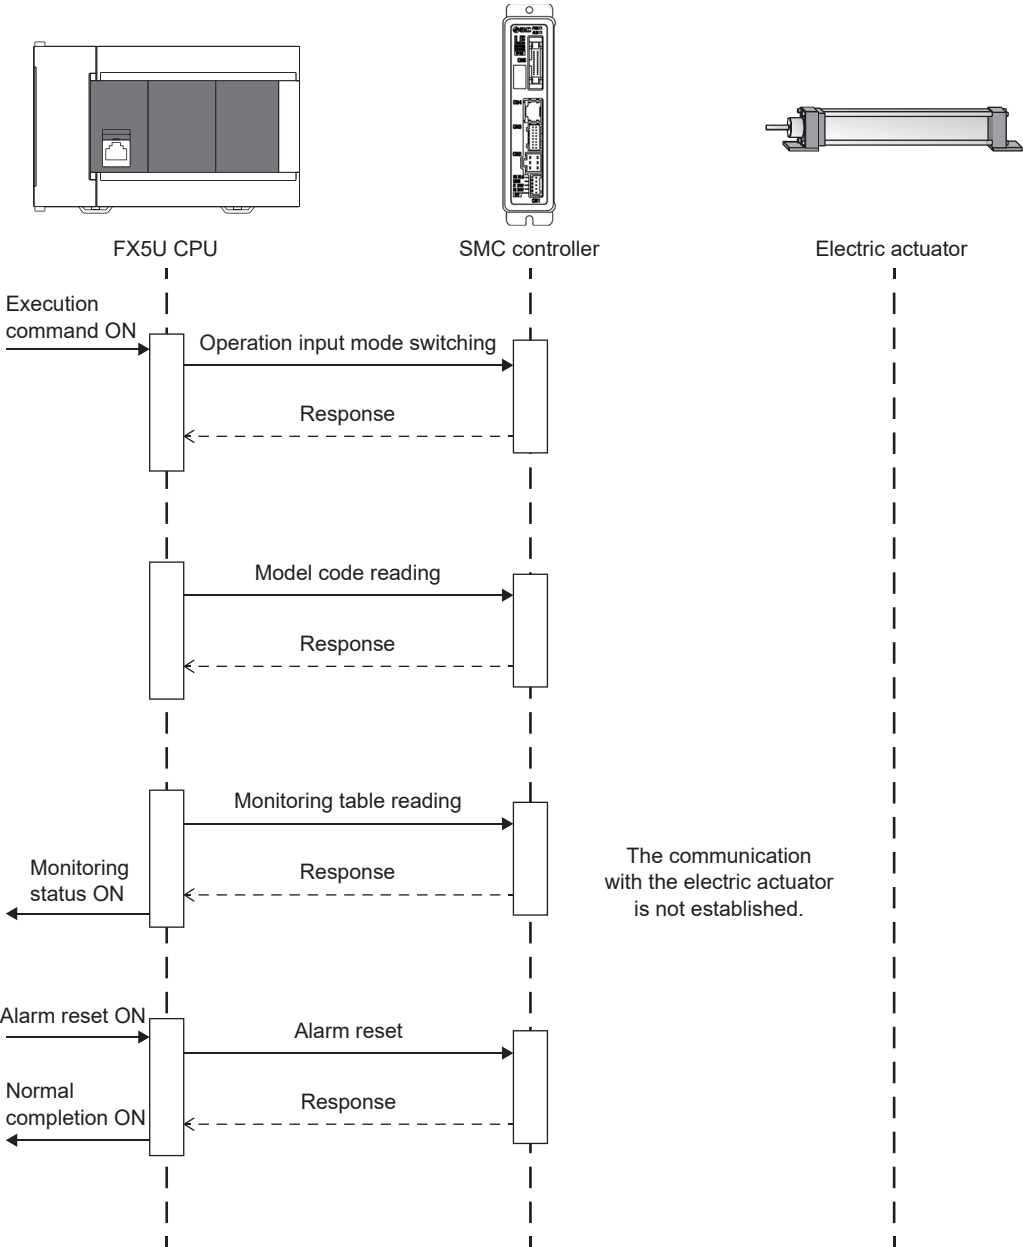 FX5U CPU
SMC controller
Electric actuator
Execution
command ON
Operation input mode switching
Response
Model code reading
Response
Monitoring table reading
Response
Monitoring
status ON
The communication
with the electric actuator
is not established.
Alarm reset ON
Alarm reset
Normal
completion ON
Response